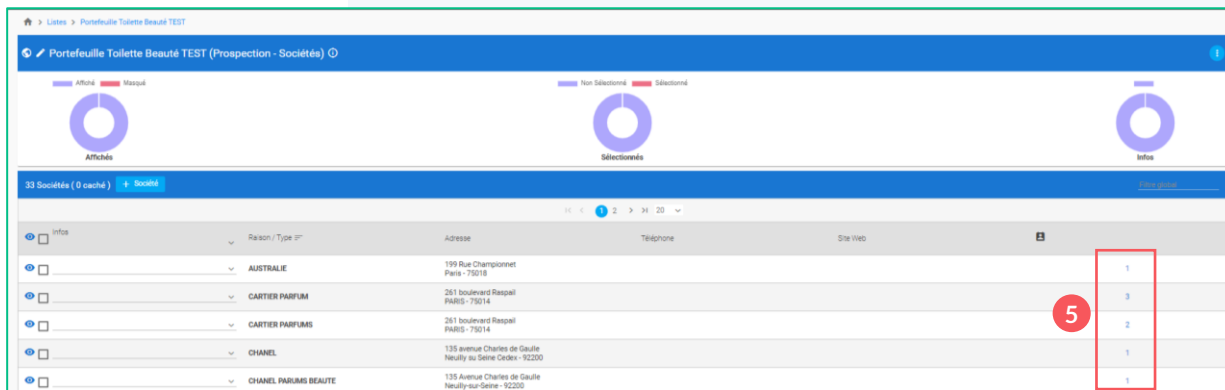 > Listes > Portefeuille Toilette Beauté TEST
Portefeuille Toilette Beauté TEST (Prospection - Sociétés)
Affiché Masqué
Non Sélectionné Sélectionné
Affichés
Sélectionnés
Infos
33 Sociétés ( 0 caché ) + Société
Filtre global
1 2 20
Infos
Raison / Type
Adresse
Téléphone
Site Web
AUSTRALIE
199 Rue Championnet
Paris - 75018
1
CARTIER PARFUM
261 boulevard Raspail
PARIS - 75014
3
5
CARTIER PARFUMS
261 boulevard Raspail
PARIS - 75014
2
CHANEL
135 avenue Charles de Gaulle
Neuilly su Seine Cedex - 92200
1
CHANEL PARUMS BEAUTE
135 Avenue Charles de Gaulle
Neuilly-sur-Seine - 92200
1